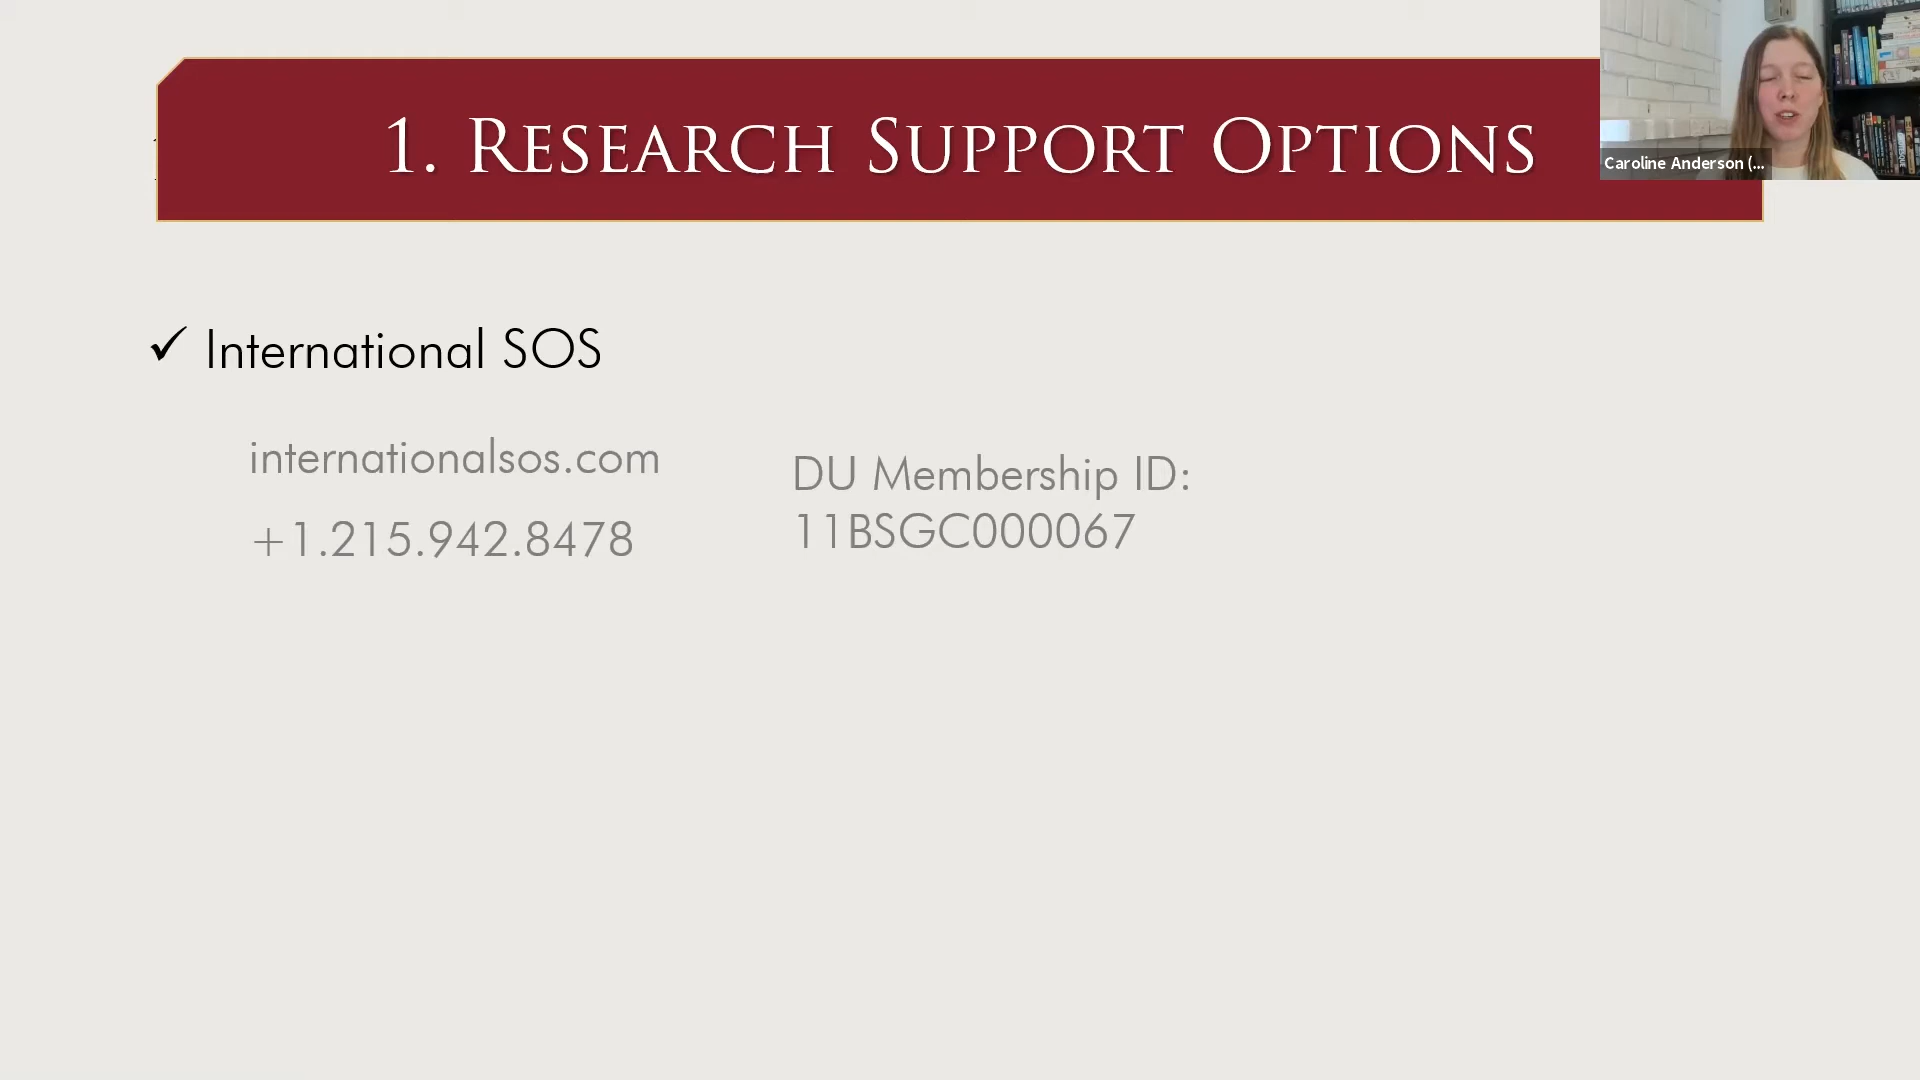 1. RESEARCH SUPPORT OPTIONS
Caroline Anderson (...
✓ International SOS
internationalsos.com
+1.215.942.8478
DU Membership ID:
11BSGC000067